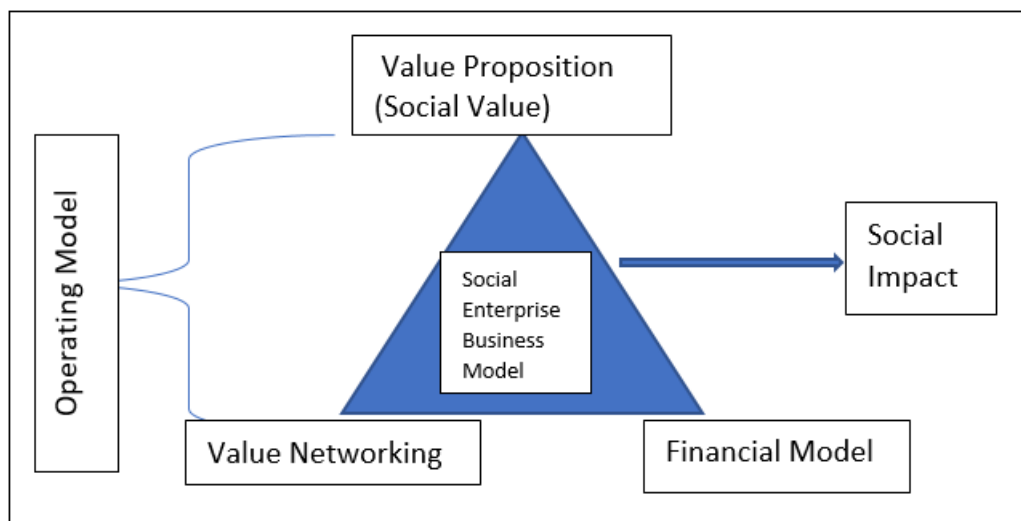 Value Proposition
(Social Value)
Operating Model
Social
Enterprise
Business
Model
Social
Impact
Value Networking
Financial Model